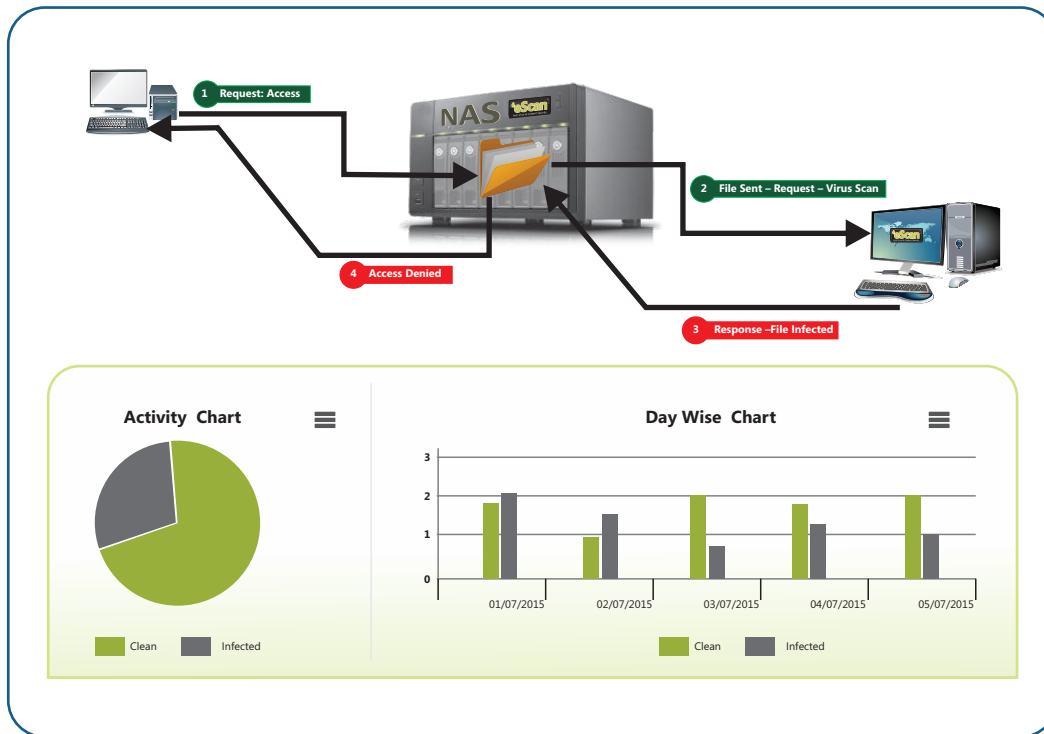 1 Request: Access
NAS eScan
2 File Sent – Request – Virus Scan
eScan
4 Access Denied
3 Response –File Infected
Activity Chart
Day Wise Chart
3
2
1
0
01/07/2015 02/07/2015 03/07/2015 04/07/2015 05/07/2015
Clean Infected
Clean Infected